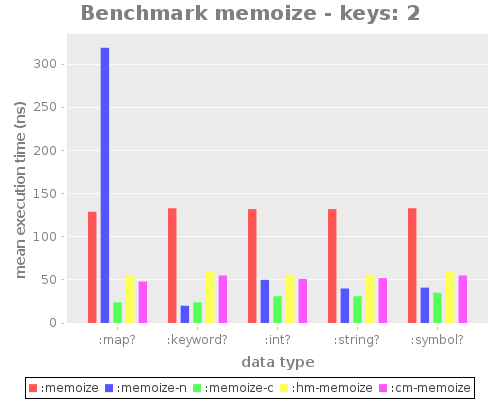 Benchmark memoize - keys: 2
mean execution time (ns)
300
250
200
150
100
50
0
:map? :keyword? :int? :string? :symbol?
data type
:memoize :memoize-n :memoize-c :hm-memoize :cm-memoize